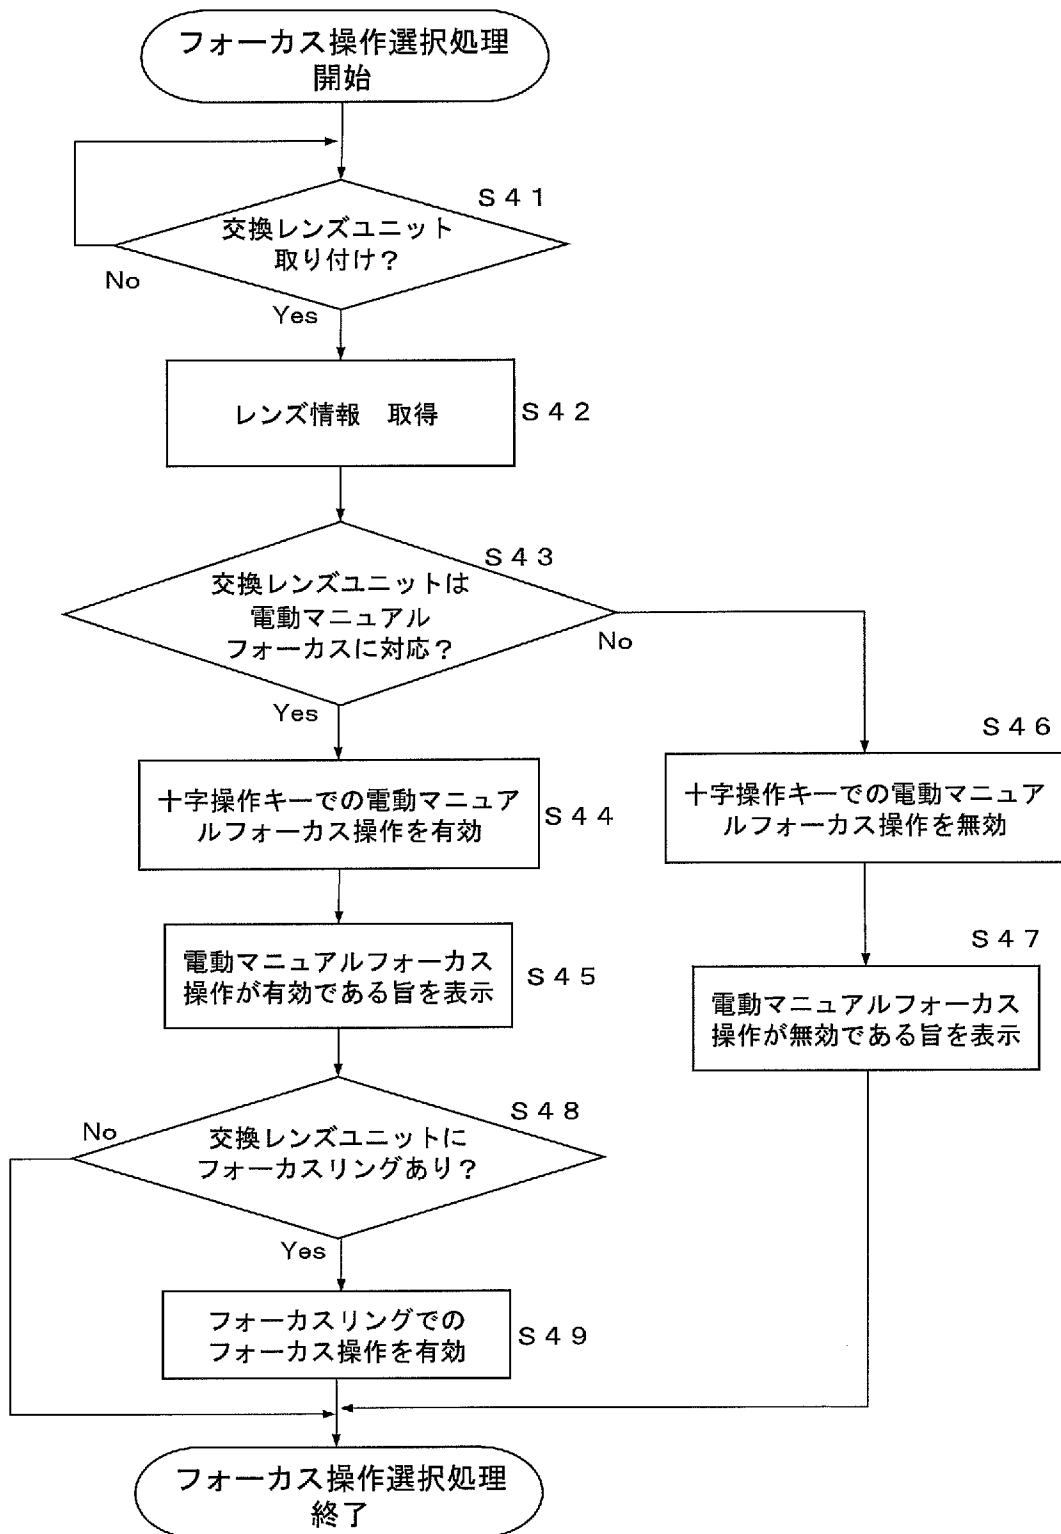 フォーカス操作選択処理
開始
S41
交換レンズユニット
取り付け？
No
Yes
レンズ情報　取得
S42
S43
交換レンズユニットは
電動マニュアル
フォーカスに対応？
No
Yes
S46
十字操作キーでの電動マニュア
ルフォーカス操作を有効
S44
十字操作キーでの電動マニュア
ルフォーカス操作を無効
S47
電動マニュアルフォーカス
操作が有効である旨を表示
S45
電動マニュアルフォーカス
操作が無効である旨を表示
S48
No
交換レンズユニットに
フォーカスリングあり？
Yes
フォーカスリングでの
フォーカス操作を有効
S49
フォーカス操作選択処理
終了